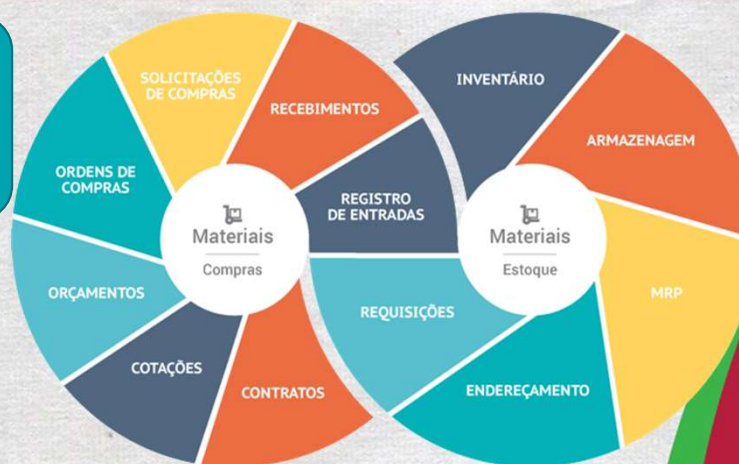 SOLICITAÇÕES
DE COMPRAS
RECEBIMENTOS
ORDENS DE
COMPRAS
REGISTRO
DE ENTRADAS
Materiais
Compras
ORÇAMENTOS
COTAÇÕES
CONTRATOS
INVENTÁRIO
ARMAZENAGEM
Materiais
Estoque
MRP
REQUISIÇÕES
ENDEREÇAMENTO